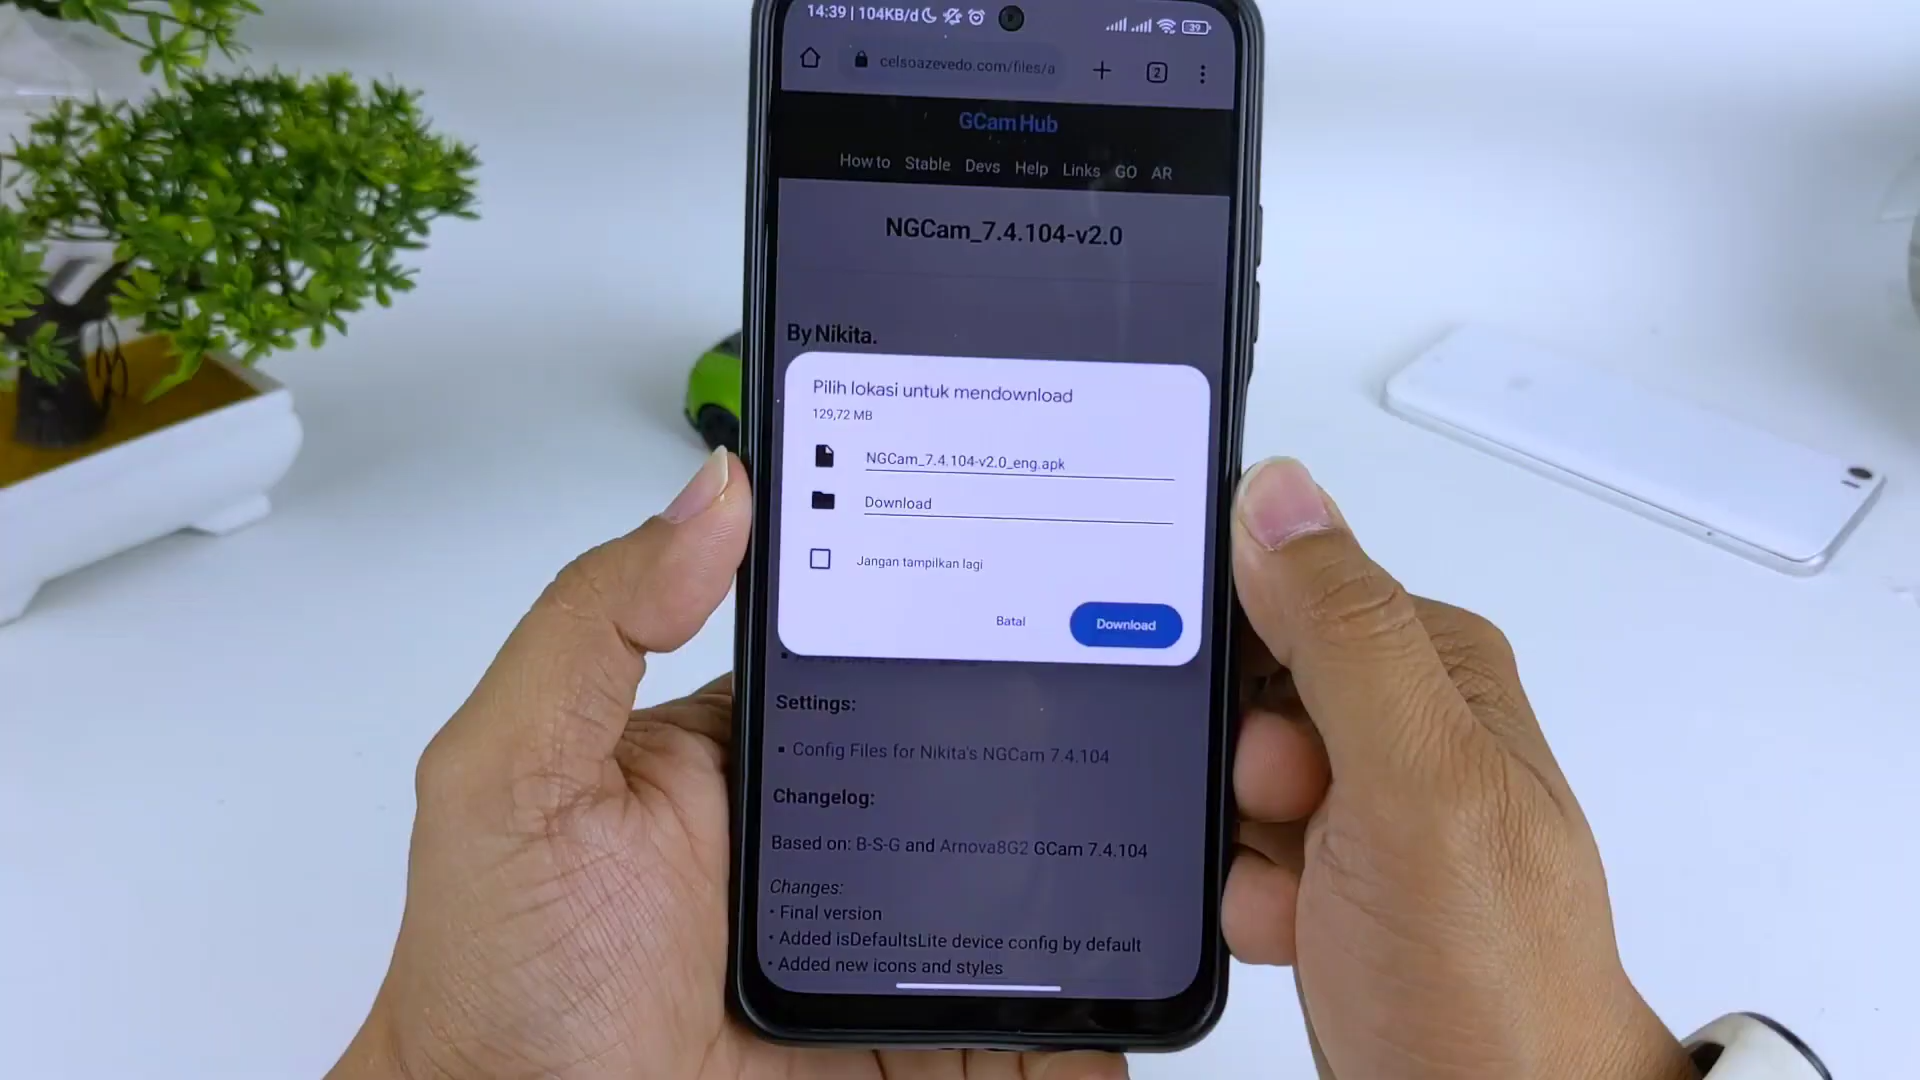 14:39 | 104KB/d 39
celsoazevedo.com/files/a 2
GCam Hub
How to Stable Devs Help Links GO AR
NGCam_7.4.104-v2.0
By Nikita.
Pilih lokasi untuk mendownload
129,72 MB
NGCam_7.4.104-v2.0_eng.apk
Download
Jangan tampilkan lagi
Batal Download
Settings:
▪ Config Files for Nikita's NGCam 7.4.104
Changelog:
Based on: B-S-G and Arnova8G2 GCam 7.4.104
Changes:
· Final version
· Added isDefaultsLite device config by default
· Added new icons and styles